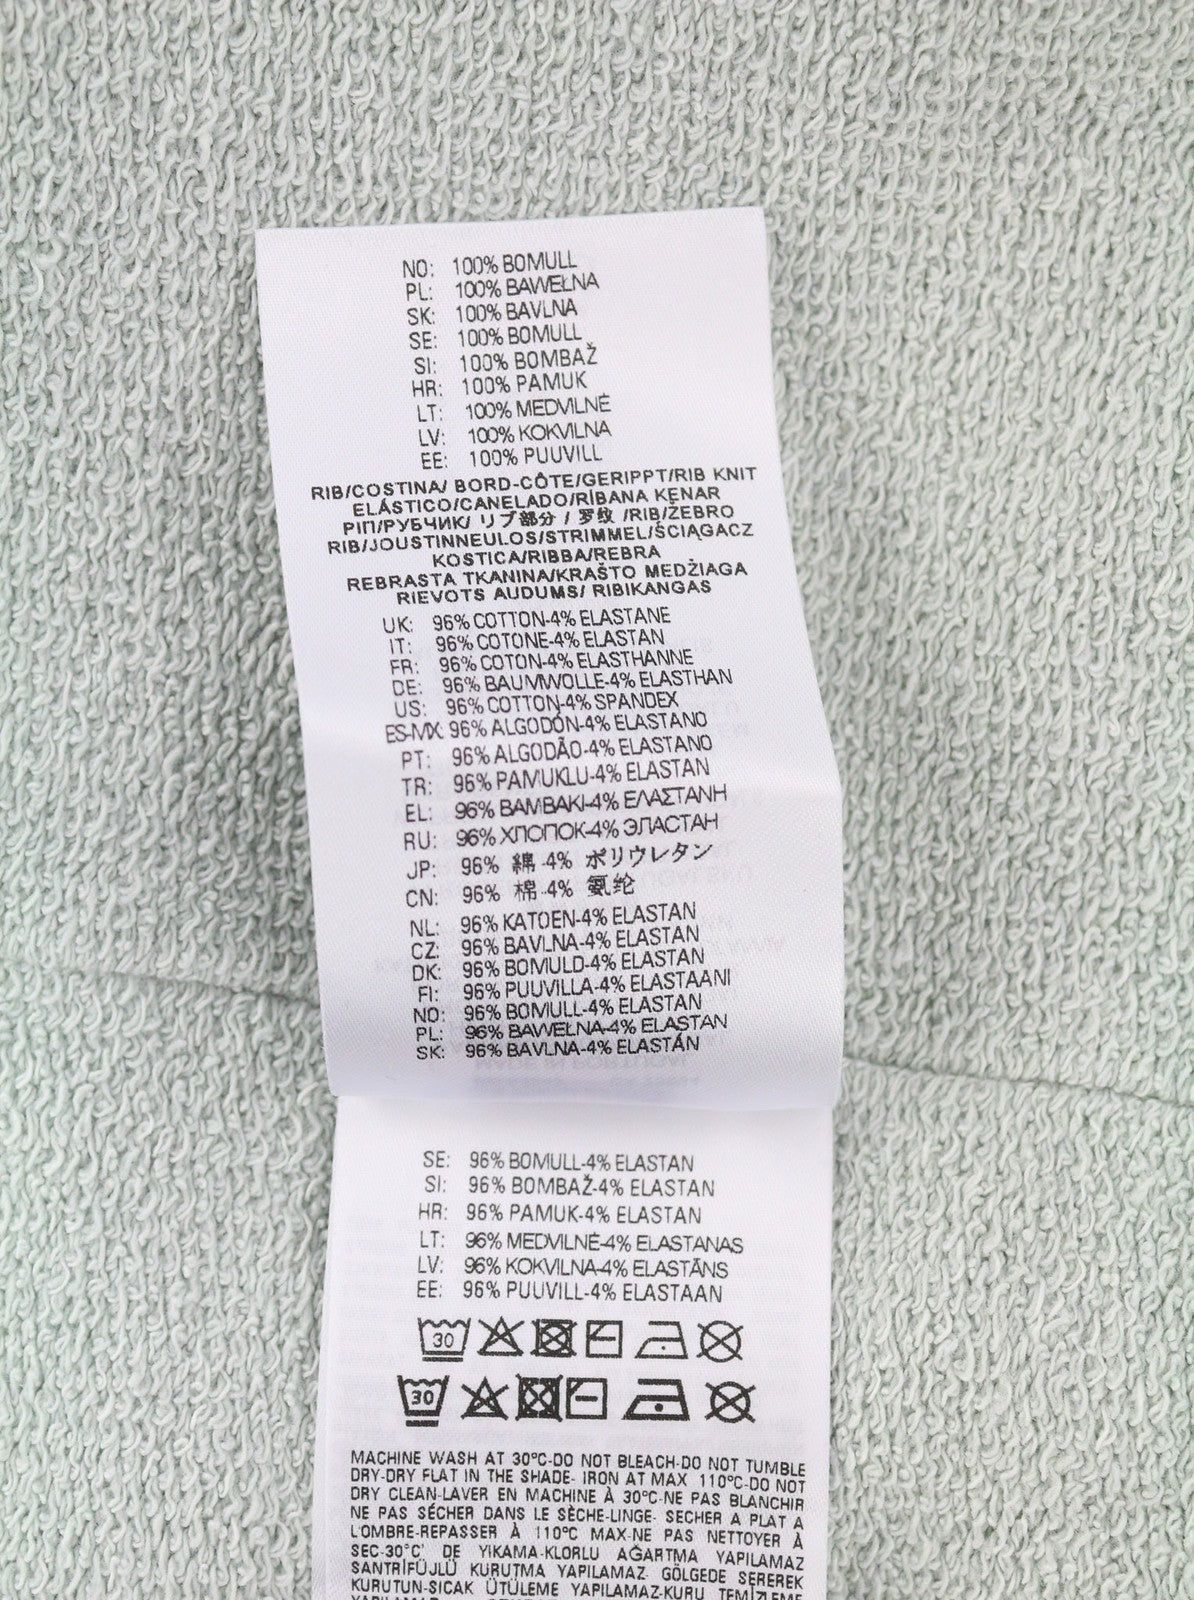 NO: 100% BOMULL
PL: 100% BAWEŁNA
SK: 100% BAVLNA
SE: 100% BOMULL
SI: 100% BOMBAŽ
HR: 100% PAMUK
LT: 100% MEDVILNĖ
LV: 100% KOKVILNA
EE: 100% PUUVILL
RIB/COSTINA/ BORD-CÔTE/GERIPPT/RIB KNIT
ELÁSTICO/CANELADO/RİBANA KENAR
РІП/РУБЧИК/ リブ部分 / 罗纹 /RIB/ŽEBRO
RIB/JOUSTINNEULOS/STRIMMEL/ŚCIĄGACZ
KOSTICA/RIBBA/REBRA
REBRASTA TKANINA/KRAŠTO MEDŽIAGA
RIEVOTS AUDUMS/ RIBIKANGAS
UK: 96% COTTON-4% ELASTANE
IT: 96% COTONE-4% ELASTAN
FR: 96% COTON-4% ELASTHANNE
DE: 96% BAUMWOLLE-4% ELASTHAN
US: 96% COTTON-4% SPANDEX
ES-MX: 96% ALGODÓN-4% ELASTANO
PT: 96% ALGODÃO-4% ELASTANO
TR: 96% PAMUKLU-4% ELASTAN
EL: 96% ΒΑΜΒΑΚΙ-4% ΕΛΑΣΤΑΝΗ
RU: 96% ХЛОПОК-4% ЭЛАСТАН
JP: 96% 綿 -4% ポリウレタン
CN: 96% 棉 -4% 氨纶
NL: 96% KATOEN-4% ELASTAN
CZ: 96% BAVLNA-4% ELASTAN
DK: 96% BOMULD-4% ELASTAN
FI: 96% PUUVILLA-4% ELASTAANI
NO: 96% BOMULL-4% ELASTAN
PL: 96% BAWEŁNA-4% ELASTAN
SK: 96% BAVLNA-4% ELASTÁN
SE: 96% BOMULL-4% ELASTAN
SI: 96% BOMBAŽ-4% ELASTAN
HR: 96% PAMUK-4% ELASTAN
LT: 96% MEDVILNĖ-4% ELASTANAS
LV: 96% KOKVILNA-4% ELASTĀNS
EE: 96% PUUVILL-4% ELASTAAN
30
30
MACHINE WASH AT 30°C-DO NOT BLEACH-DO NOT TUMBLE
DRY-DRY FLAT IN THE SHADE- IRON AT MAX 110°C-DO NOT
DRY CLEAN-LAVER EN MACHINE À 30°C-NE PAS BLANCHIR
NE PAS SÉCHER DANS LE SÈCHE-LINGE- SECHER A PLAT A
L'OMBRE-REPASSER À 110°C MAX-NE PAS NETTOYER À
SEC-30°C' DE YIKAMA-KLORLU AĞARTMA YAPILAMAZ
SANTRİFÜJLÜ KURUTMA YAPILAMAZ- GÖLGEDE SEREREK
KURUTUN-SICAK ÜTÜLEME YAPILAMAZ-KURU TEMİZLEME